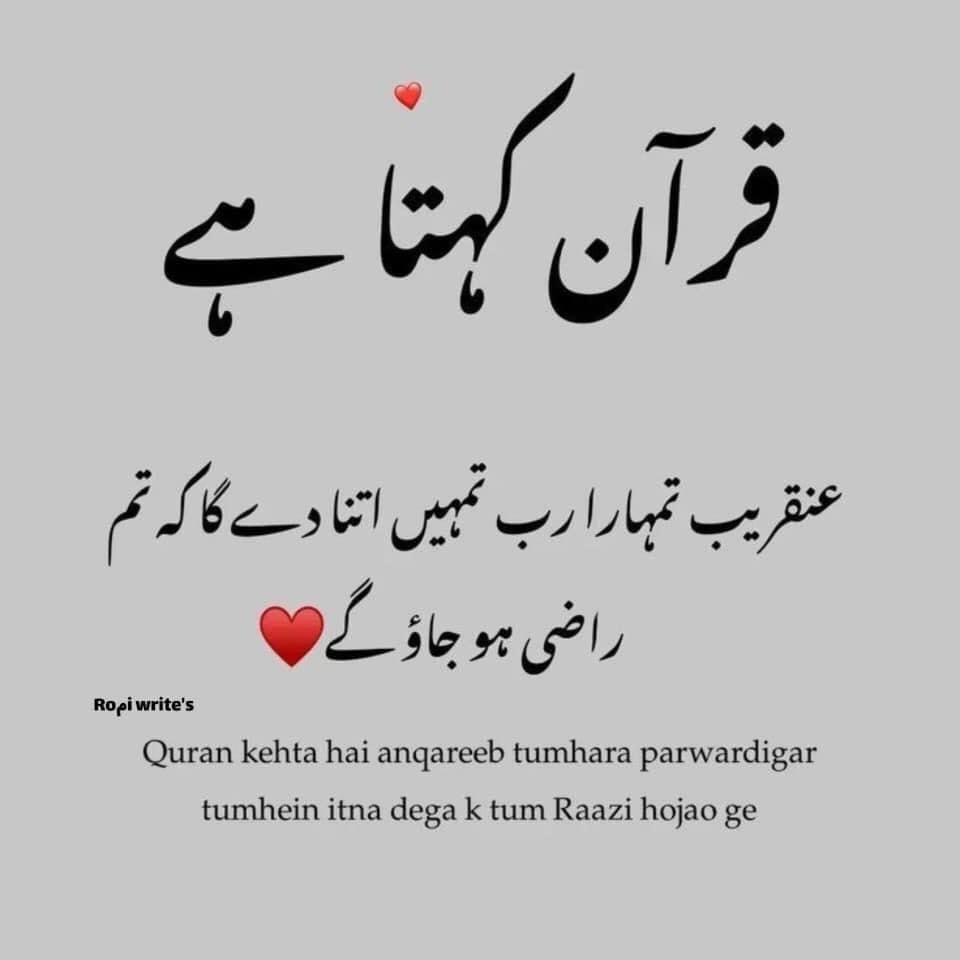 قرآن کہتا ہے
عنقریب تمہارا رب تمہیں اتنا دے گا کہ تم
راضی ہو جاؤ گے❤️
Roمi write's
Quran kehta hai anqareeb tumhara parwardigar
tumhein itna dega k tum Raazi hojao ge